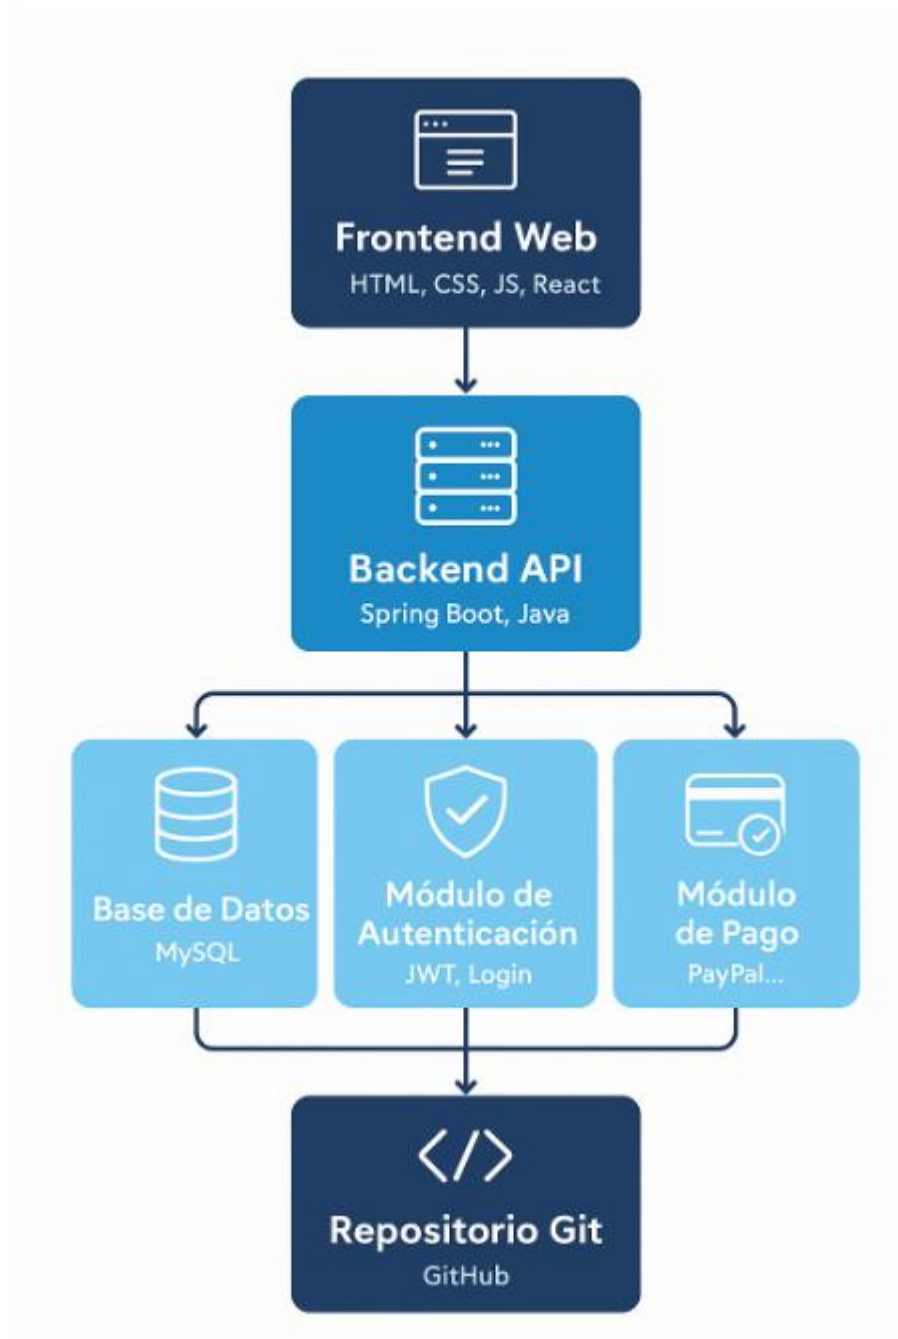 Frontend Web
HTML, CSS, JS, React
Backend API
Spring Boot, Java
Base de Datos
MySQL
Módulo de
Autenticación
JWT, Login
Módulo
de Pago
PayPal...
</>
Repositorio Git
GitHub